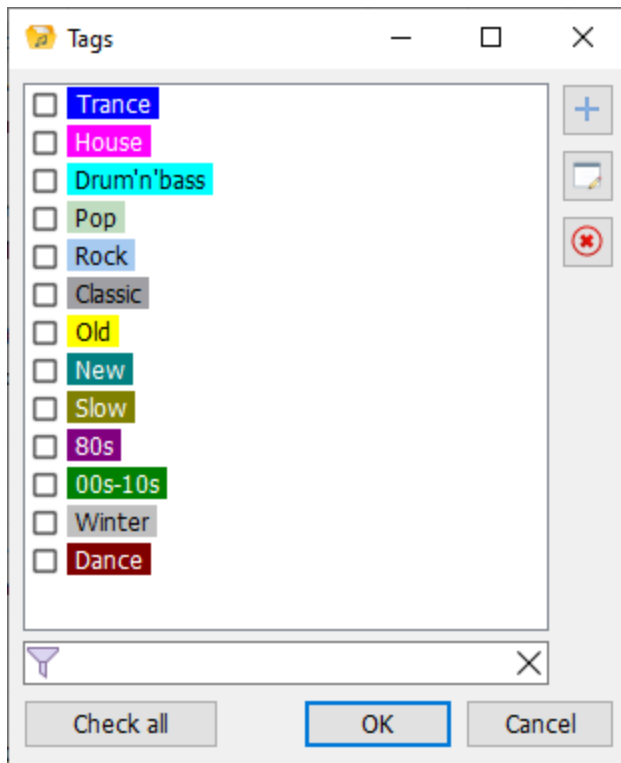 Tags
Trance
House
Drum'n'bass
Pop
Rock
Classic
Old
New
Slow
80s
00s-10s
Winter
Dance
Check all
OK
Cancel